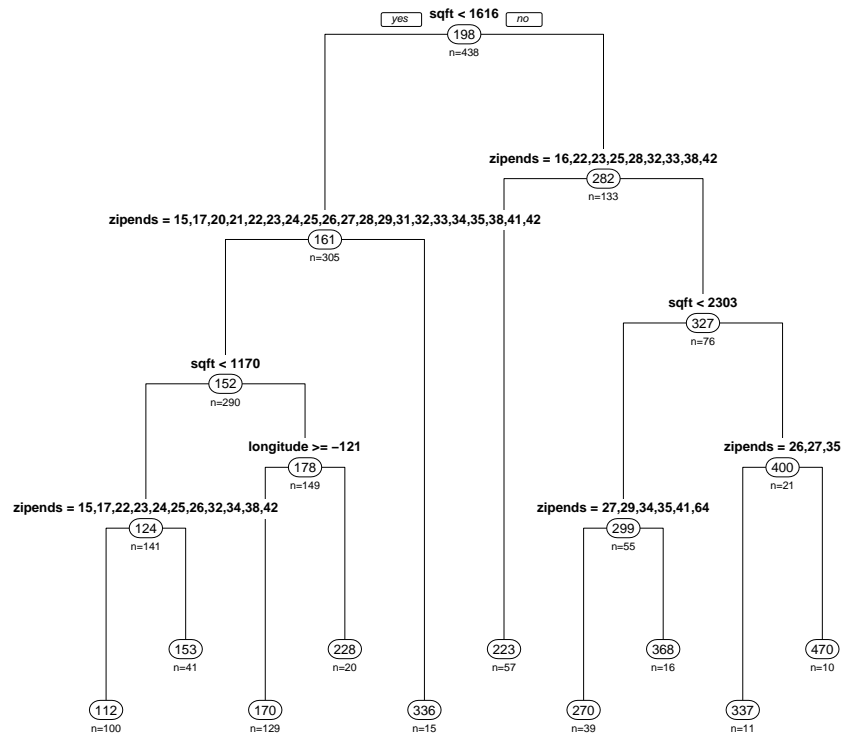 sqft < 1616
yes no
198
n=438
zipends = 16,22,23,25,28,32,33,38,42
282
n=133
zipends = 15,17,20,21,22,23,24,25,26,27,28,29,31,32,33,34,35,38,41,42
161
n=305
sqft < 2303
327
n=76
sqft < 1170
152
n=290
longitude >= −121
178
n=149
zipends = 26,27,35
400
n=21
zipends = 15,17,22,23,24,25,26,32,34,38,42
124
n=141
zipends = 27,29,34,35,41,64
299
n=55
153 228 223 368 470
n=41 n=20 n=57 n=16 n=10
112 170 336 270 337
n=100 n=129 n=15 n=39 n=11